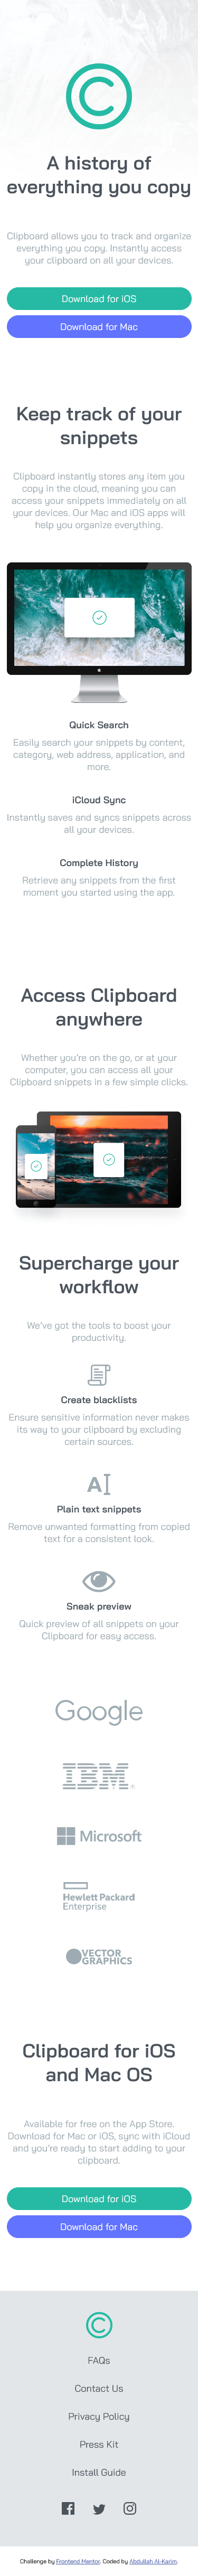 A history of
everything you copy
Clipboard allows you to track and organize
everything you copy. Instantly access
your clipboard on all your devices.
Download for iOS
Download for Mac
Keep track of your
snippets
Clipboard instantly stores any item you
copy in the cloud, meaning you can
access your snippets immediately on all
your devices. Our Mac and iOS apps will
help you organize everything.
Quick Search
Easily search your snippets by content,
category, web address, application, and
more.
iCloud Sync
Instantly saves and syncs snippets across
all your devices.
Complete History
Retrieve any snippets from the first
moment you started using the app.
Access Clipboard
anywhere
Whether you're on the go, or at your
computer, you can access all your
Clipboard snippets in a few simple clicks.
Supercharge your
workflow
We've got the tools to boost your
productivity.
Create blacklists
Ensure sensitive information never makes
its way to your clipboard by excluding
certain sources.
A
Plain text snippets
Remove unwanted formatting from copied
text for a consistent look.
Sneak preview
Quick preview of all snippets on your
Clipboard for easy access.
Google
IBM
Microsoft
Hewlett Packard
Enterprise
VECTOR
GRAPHICS
Clipboard for iOS
and Mac OS
Available for free on the App Store.
Download for Mac or iOS, sync with iCloud
and you're ready to start adding to your
clipboard.
Download for iOS
Download for Mac
FAQs
Contact Us
Privacy Policy
Press Kit
Install Guide
Challenge by Frontend Mentor. Coded by Abdullah Al-Karim.